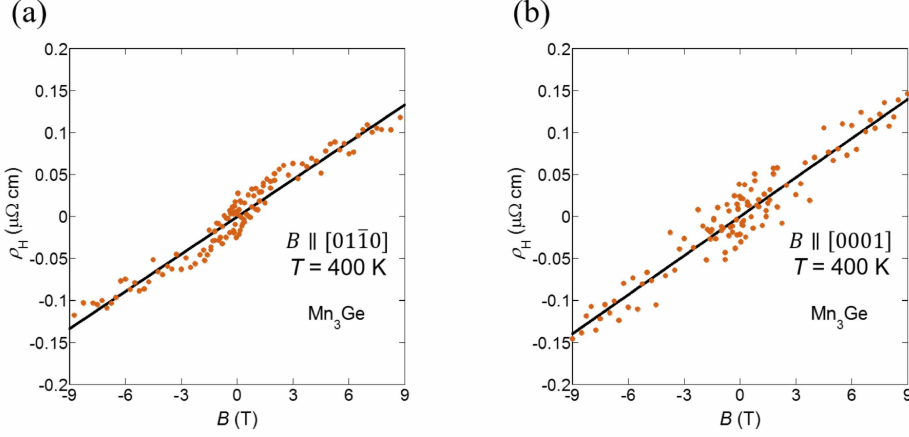 (a)
0.2
0.15
0.1
0.05
0
-0.05
-0.1
-0.15
-0.2
ρH (μΩ cm)
B ∥ [011̄0]
T = 400 K
Mn3Ge
-9 -6 -3 0 3 6 9
B (T)
(b)
0.2
0.15
0.1
0.05
0
-0.05
-0.1
-0.15
-0.2
ρH (μΩ cm)
B ∥ [0001]
T = 400 K
Mn3Ge
-9 -6 -3 0 3 6 9
B (T)